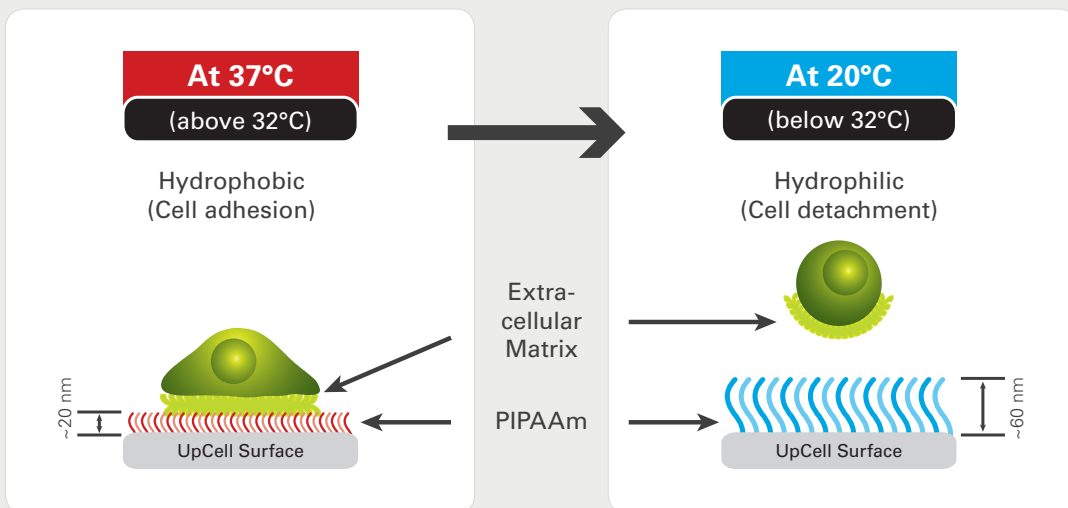 At 37°C
(above 32°C)
Hydrophobic
(Cell adhesion)
~20 nm
UpCell Surface
Extra-
cellular
Matrix
PIPAAm
At 20°C
(below 32°C)
Hydrophilic
(Cell detachment)
~60 nm
UpCell Surface